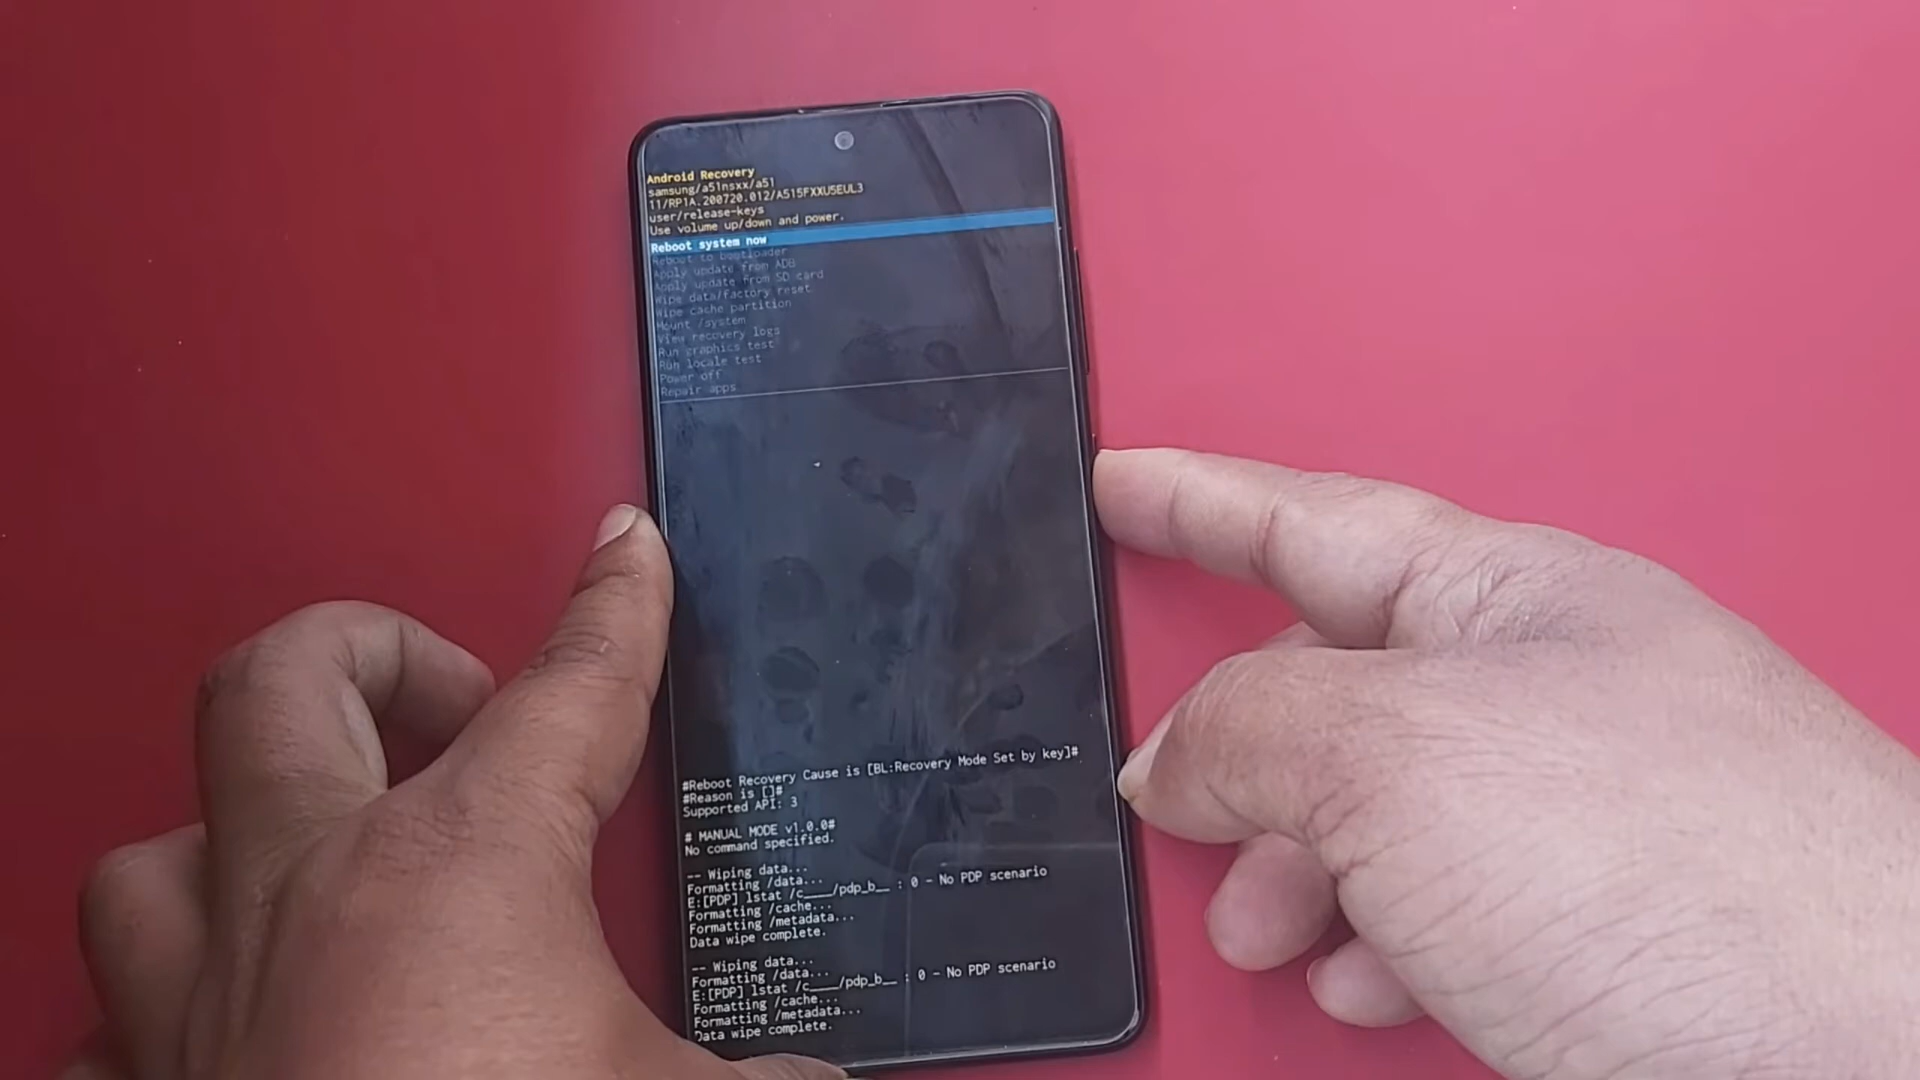 Android Recovery
samsung/a51nsxx/a51
11/RP1A.200720.012/A515FXXU5EUL3
user/release-keys
Use volume up/down and power.
Reboot system now
Reboot to bootloader
Apply update from ADB
Apply update from SD card
Wipe data/factory reset
Wipe cache partition
Mount /system
View recovery logs
Run graphics test
Run locale test
Power off
Repair apps
#Reboot Recovery Cause is [BL:Recovery Mode Set by key]#
#Reason is []#
Supported API: 3
# MANUAL MODE v1.0.0#
No command specified.
-- Wiping data...
Formatting /data...
E:[PDP] lstat /c____/pdp_b__ : 0 - No PDP scenario
Formatting /cache...
Formatting /metadata...
Data wipe complete.
-- Wiping data...
Formatting /data...
E:[PDP] lstat /c____/pdp_b__ : 0 - No PDP scenario
Formatting /cache...
Formatting /metadata...
Data wipe complete.